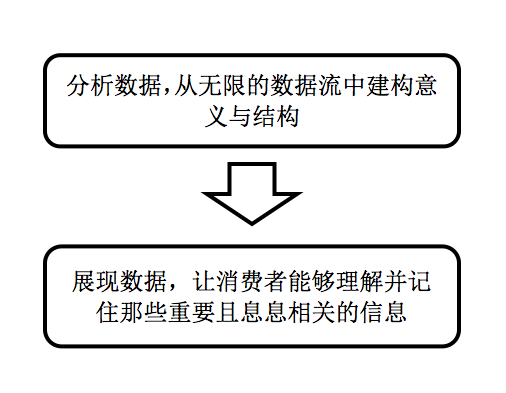 分析数据，从无限的数据流中建构意
义与结构
展现数据，让消费者能够理解并记
住那些重要且息息相关的信息